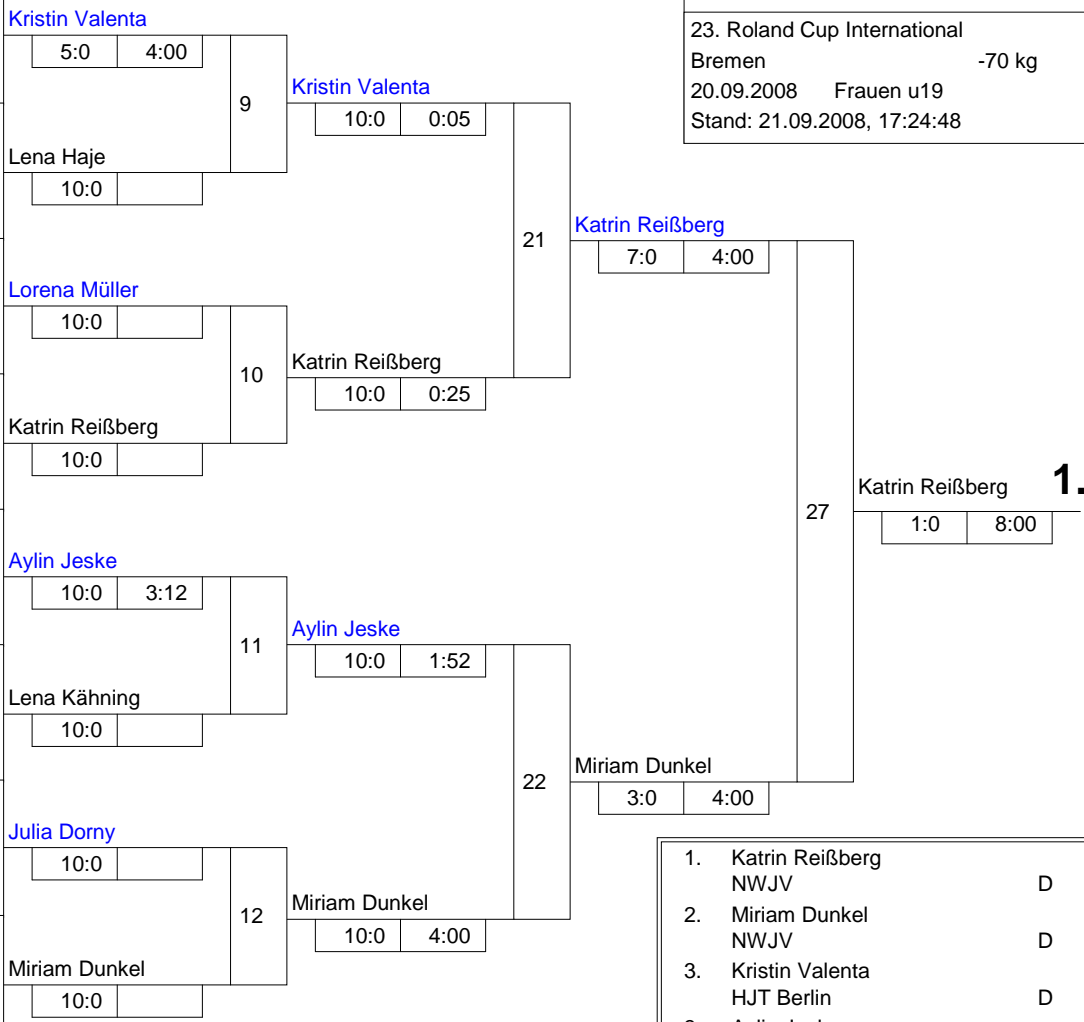 Kristin Valenta
5:0 4:00
9
Lena Haje
10:0
Lorena Müller
10:0
10
Katrin Reißberg
10:0
Aylin Jeske
10:0 3:12
11
Lena Kähning
10:0
Julia Dorny
10:0
12
Miriam Dunkel
10:0
Kristin Valenta
10:0 0:05
21
Katrin Reißberg
10:0 0:25
Aylin Jeske
10:0 1:52
22
Miriam Dunkel
10:0 4:00
Katrin Reißberg
7:0 4:00
27
Miriam Dunkel
3:0 4:00
Katrin Reißberg 1.
1:0 8:00
23. Roland Cup International
Bremen -70 kg
20.09.2008 Frauen u19
Stand: 21.09.2008, 17:24:48
1. Katrin Reißberg
NWJV D
2. Miriam Dunkel
NWJV D
3. Kristin Valenta
HJT Berlin D